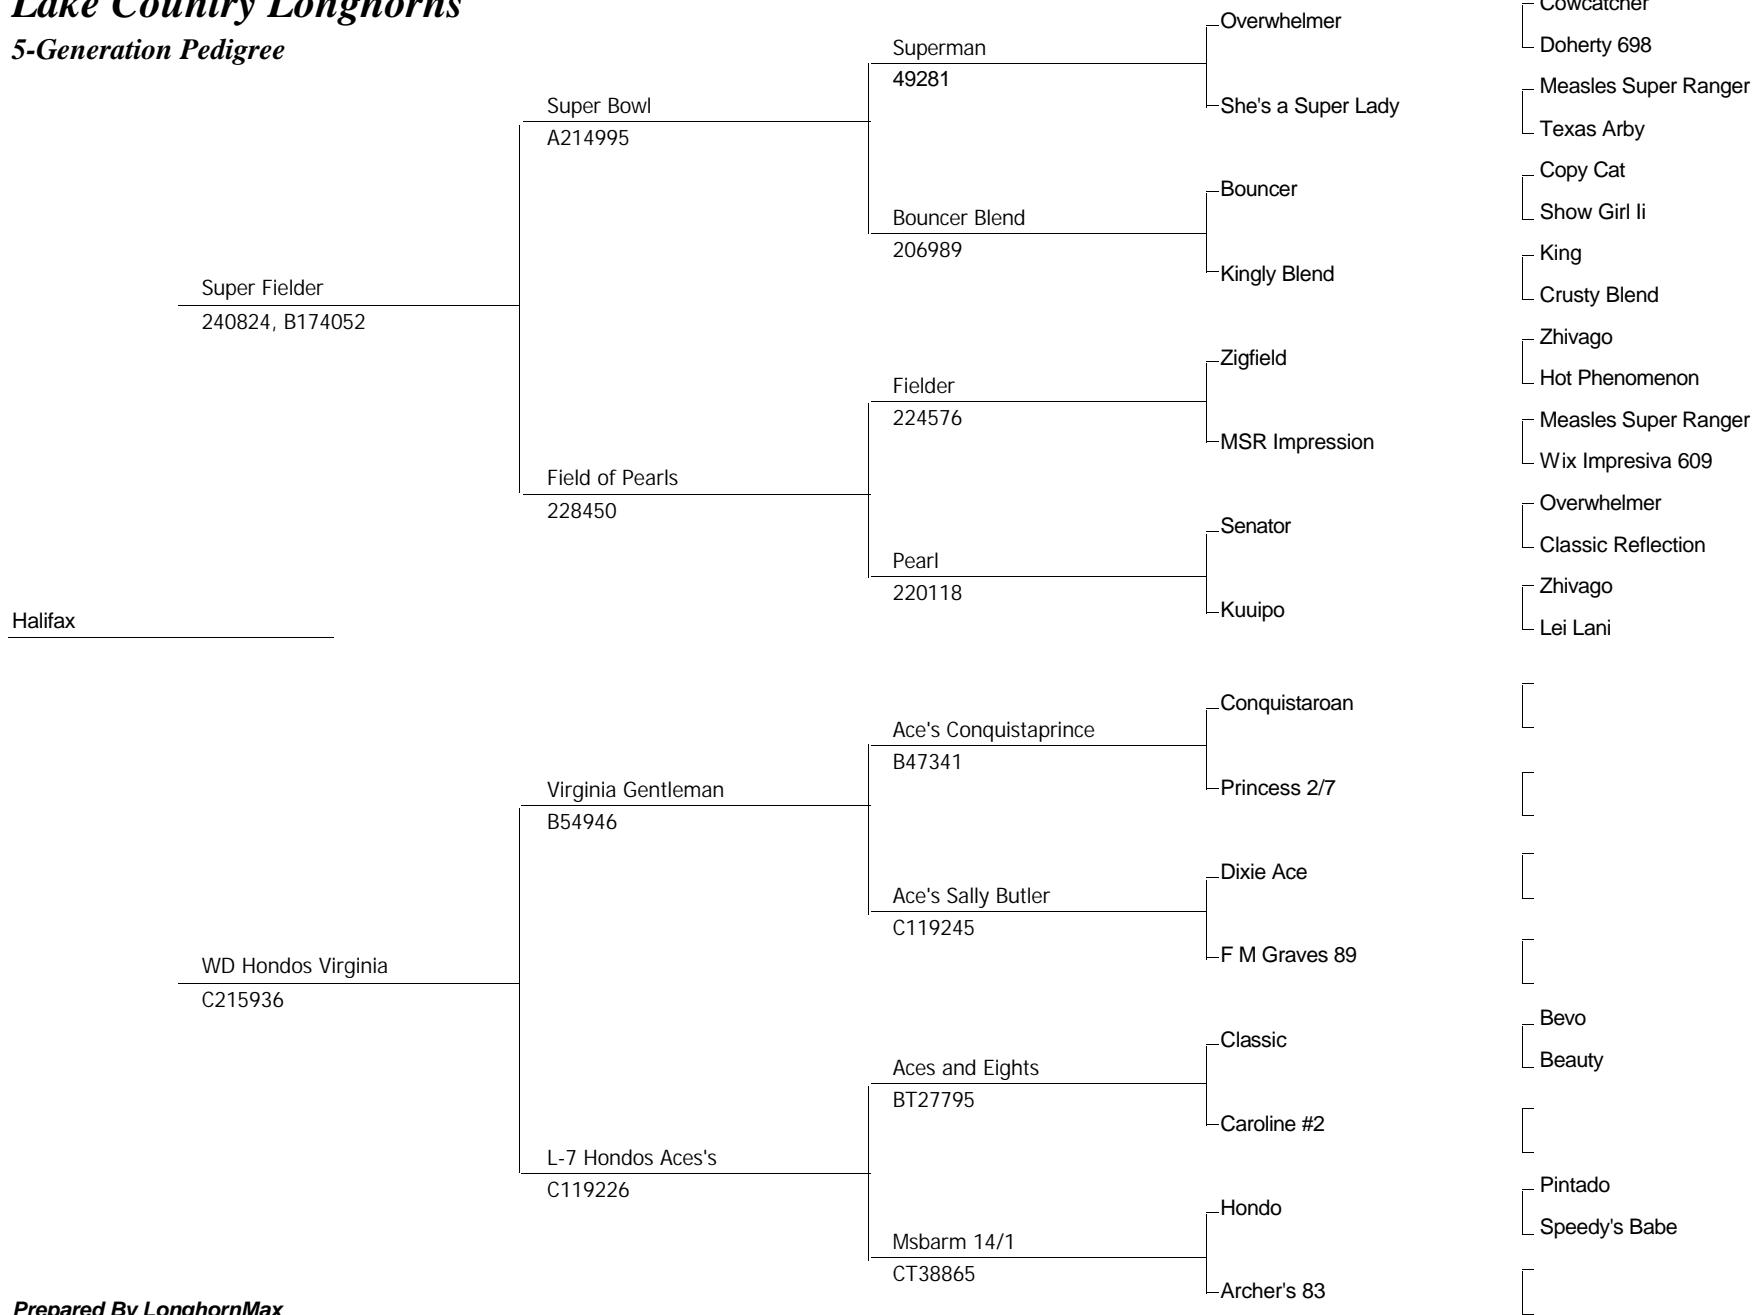 Lake Country Longhorns
5-Generation Pedigree
Halifax
Super Fielder
240824, B174052
WD Hondos Virginia
C215936
Super Bowl
A214995
Field of Pearls
228450
Virginia Gentleman
B54946
L-7 Hondos Aces's
C119226
Superman
49281
Bouncer Blend
206989
Fielder
224576
Pearl
220118
Ace's Conquistaprince
B47341
Ace's Sally Butler
C119245
Aces and Eights
BT27795
Msbarm 14/1
CT38865
Overwhelmer
She's a Super Lady
Bouncer
Kingly Blend
Zigfield
MSR Impression
Senator
Kuuipo
Conquistaroan
Princess 2/7
Dixie Ace
F M Graves 89
Classic
Caroline #2
Hondo
Archer's 83
Cowcatcher
Doherty 698
Measles Super Ranger
Texas Arby
Copy Cat
Show Girl Ii
King
Crusty Blend
Zhivago
Hot Phenomenon
Measles Super Ranger
Wix Impresiva 609
Overwhelmer
Classic Reflection
Zhivago
Lei Lani
Bevo
Beauty
Pintado
Speedy's Babe
Prepared By LonghornMax